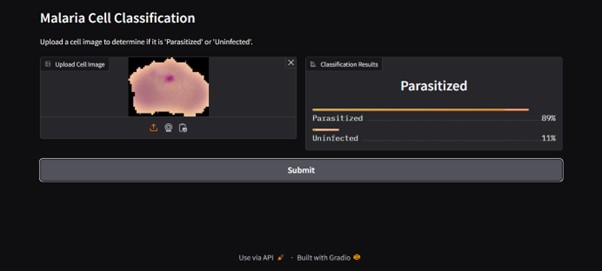 Malaria Cell Classification
Upload a cell image to determine if it is 'Parasitized' or 'Uninfected'.
Upload Cell Image
Classification Results
Parasitized
Parasitized 89%
Uninfected 11%
Submit
Use via API · Built with Gradio